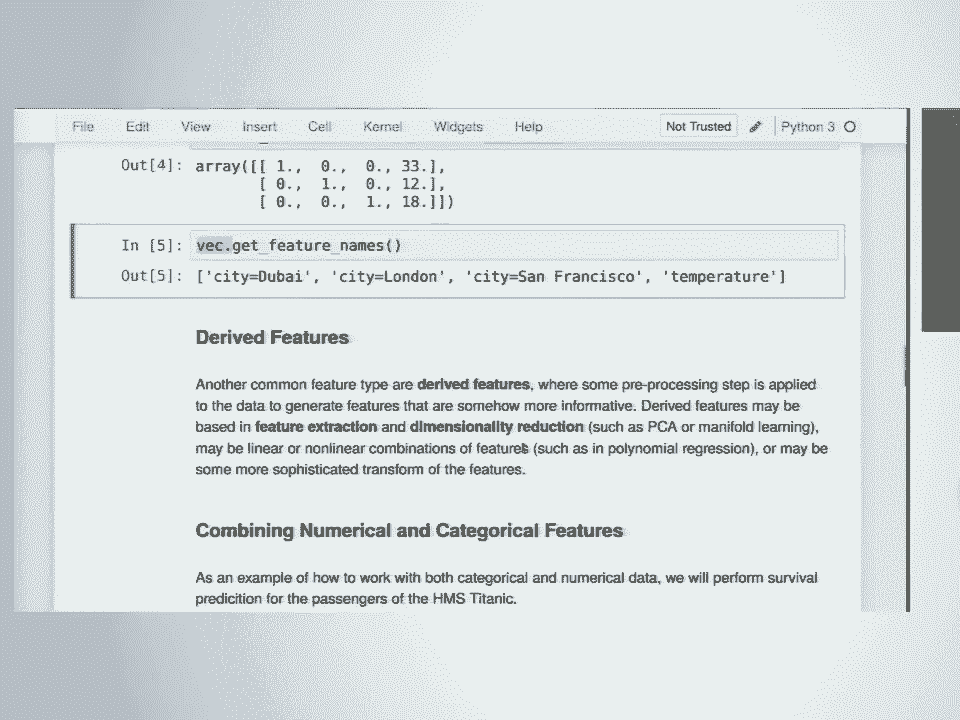 File Edit View Insert Cell Kernel Widgets Help Not Trusted Python 3
Out[4]: array([[ 1., 0., 0., 33.],
[ 0., 1., 0., 12.],
[ 0., 0., 1., 18.]])
In [5]: vec.get_feature_names()
Out[5]: ['city=Dubai', 'city=London', 'city=San Francisco', 'temperature']
Derived Features
Another common feature type are derived features, where some pre-processing step is applied
to the data to generate features that are somehow more informative. Derived features may be
based in feature extraction and dimensionality reduction (such as PCA or manifold learning),
may be linear or nonlinear combinations of features (such as in polynomial regression), or may be
some more sophisticated transform of the features.
Combining Numerical and Categorical Features
As an example of how to work with both categorical and numerical data, we will perform survival
predicition for the passengers of the HMS Titanic.